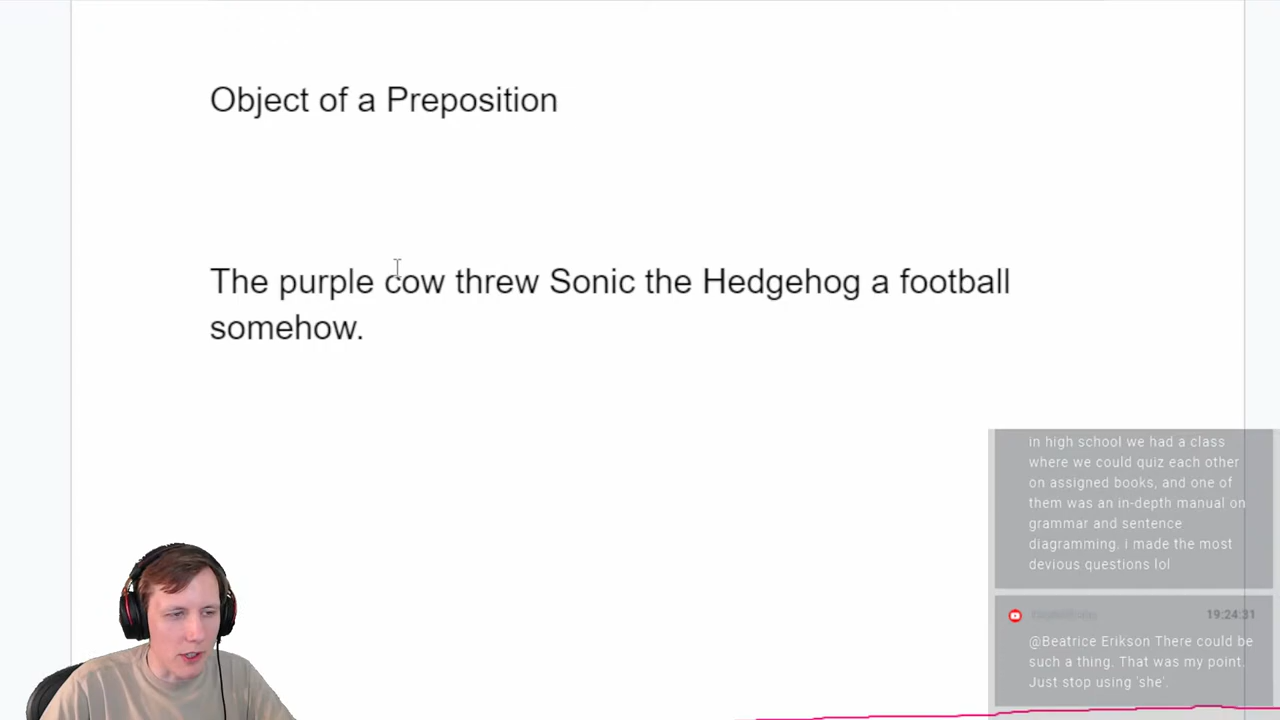 Object of a Preposition
The purple cow threw Sonic the Hedgehog a football
somehow.
in high school we had a class
where we could quiz each other
on assigned books, and one of
them was an in-depth manual on
grammar and sentence
diagramming. i made the most
devious questions lol
19:24:31
@Beatrice Erikson There could be
such a thing. That was my point.
Just stop using 'she'.